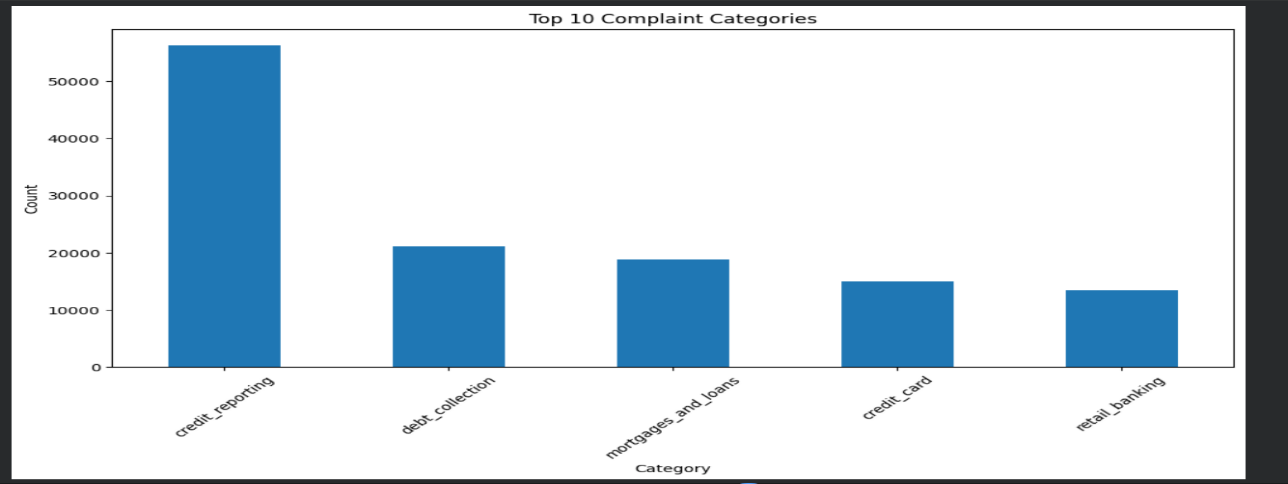 Top 10 Complaint Categories
Count
50000
40000
30000
20000
10000
0
credit_reporting
debt_collection
mortgages_and_loans
credit_card
retail_banking
Category